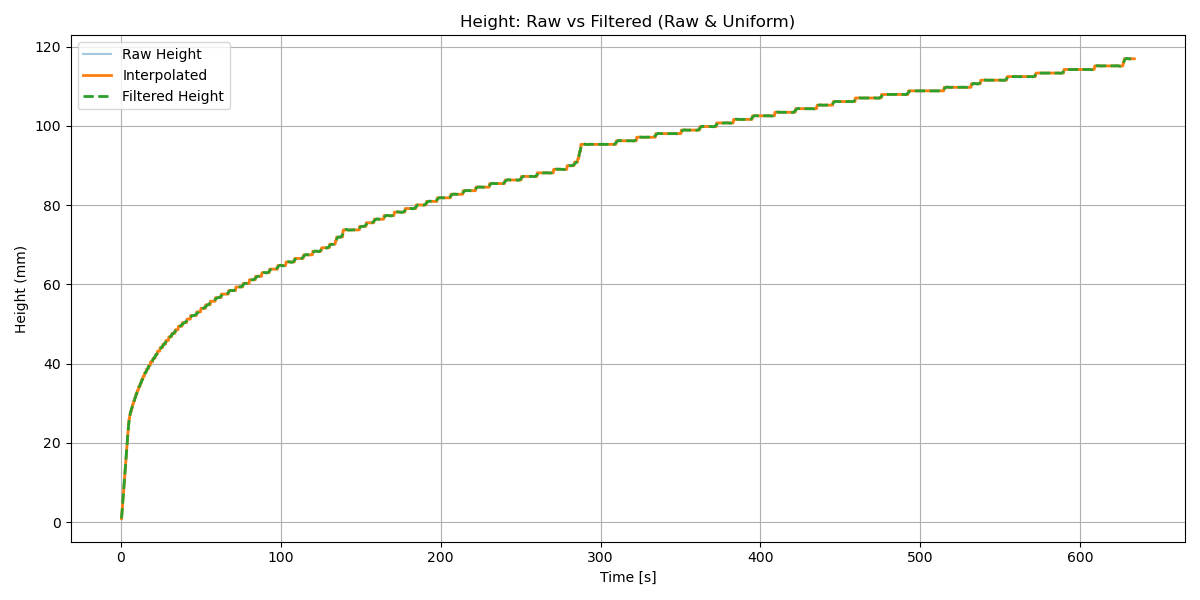 Height: Raw vs Filtered (Raw & Uniform)
Raw Height
Interpolated
Filtered Height
Height (mm)
120
100
80
60
40
20
0
0 100 200 300 400 500 600
Time [s]